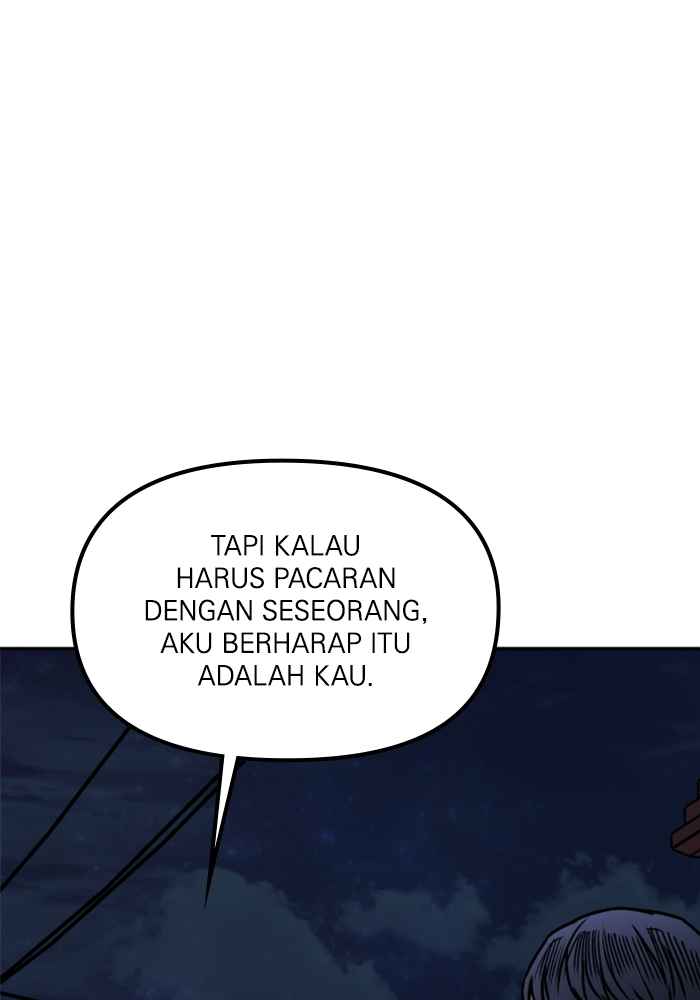 TAPI KALAU
HARUS PACARAN
DENGAN SESEORANG,
AKU BERHARAP ITU
ADALAH KAU.